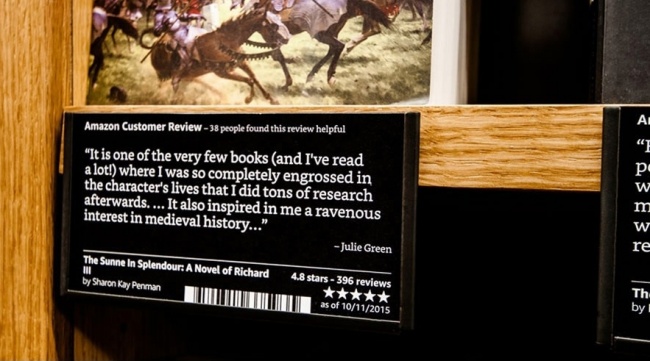 Amazon Customer Review – 38 people found this review helpful
“It is one of the very few books (and I've read
a lot!) where I was so completely engrossed in
the character's lives that I did tons of research
afterwards. ... It also inspired in me a ravenous
interest in medieval history...”
– Julie Green
The Sunne In Splendour: A Novel of Richard
III
by Sharon Kay Penman
4.8 stars - 396 reviews
★★★★★
as of 10/11/2015